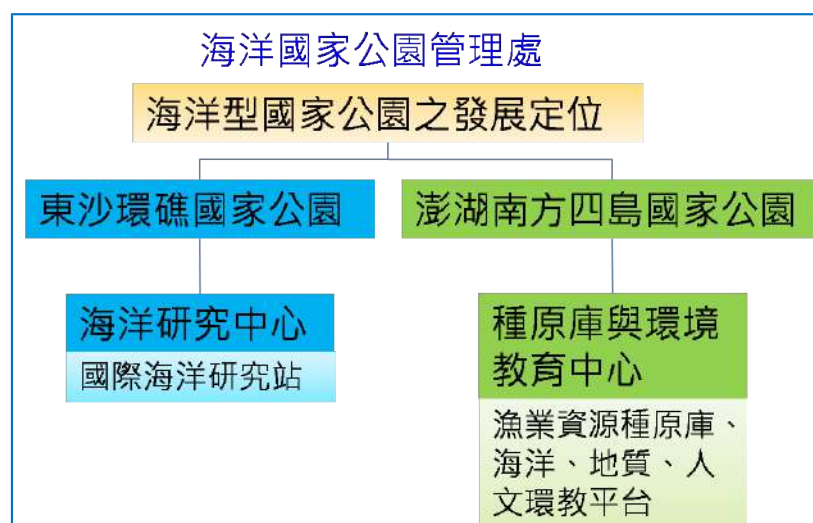 海洋國家公園管理處
海洋型國家公園之發展定位
東沙環礁國家公園
澎湖南方四島國家公園
海洋研究中心
國際海洋研究站
種原庫與環境
教育中心
漁業資源種原庫、
海洋、地質、人
文環教平台